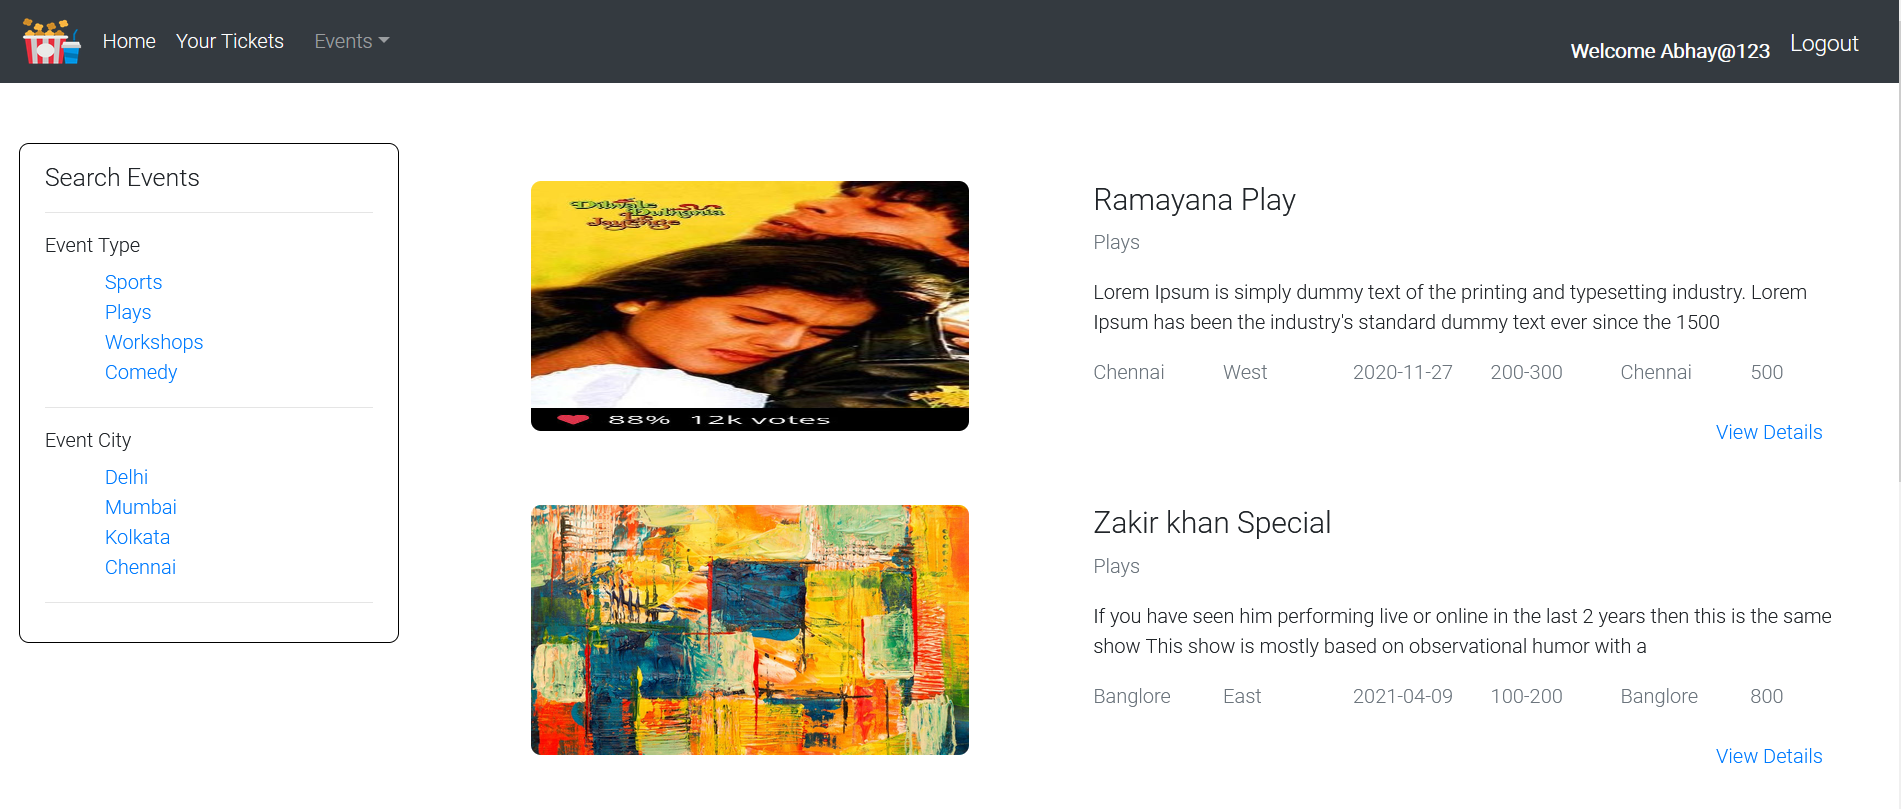 Home Your Tickets Events
Welcome Abhay@123 Logout
Search Events
Event Type
Sports
Plays
Workshops
Comedy
Event City
Delhi
Mumbai
Kolkata
Chennai
Dilwale
Dulhania
Le
Jayenge
88% 12k votes
Ramayana Play
Plays
Lorem Ipsum is simply dummy text of the printing and typesetting industry. Lorem
Ipsum has been the industry's standard dummy text ever since the 1500
Chennai West 2020-11-27 200-300 Chennai 500
View Details
Zakir khan Special
Plays
If you have seen him performing live or online in the last 2 years then this is the same
show This show is mostly based on observational humor with a
Banglore East 2021-04-09 100-200 Banglore 800
View Details